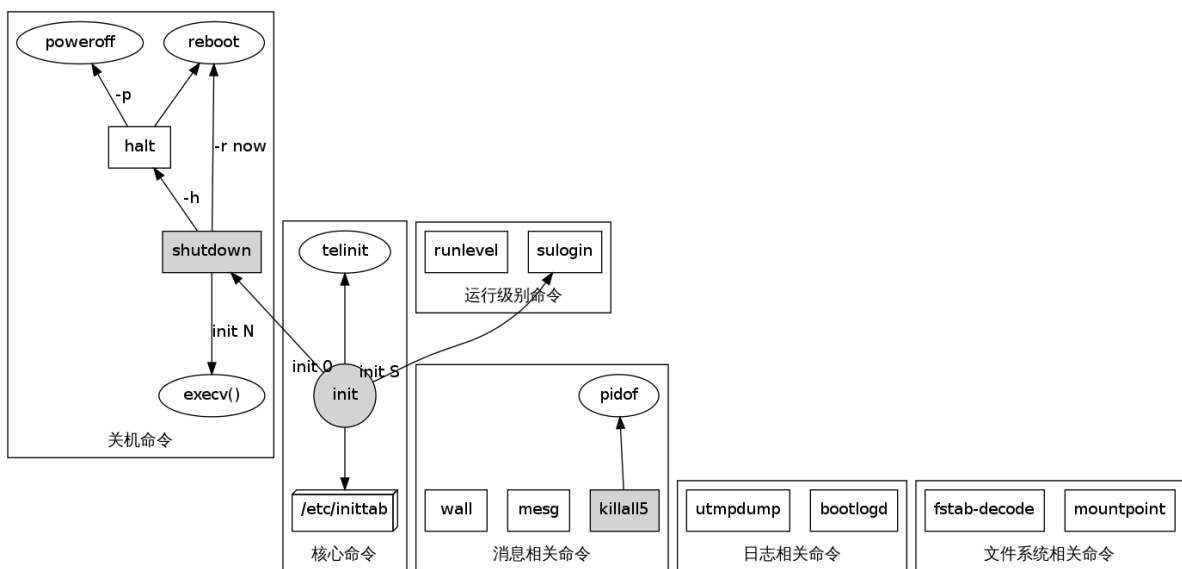 poweroff
reboot
-p
halt
-r now
-h
shutdown
init N
execv()
关机命令
telinit
init 0
init S
init
/etc/inittab
核心命令
runlevel
sulogin
运行级别命令
pidof
wall
mesg
killall5
消息相关命令
utmpdump
bootlogd
日志相关命令
fstab-decode
mountpoint
文件系统相关命令